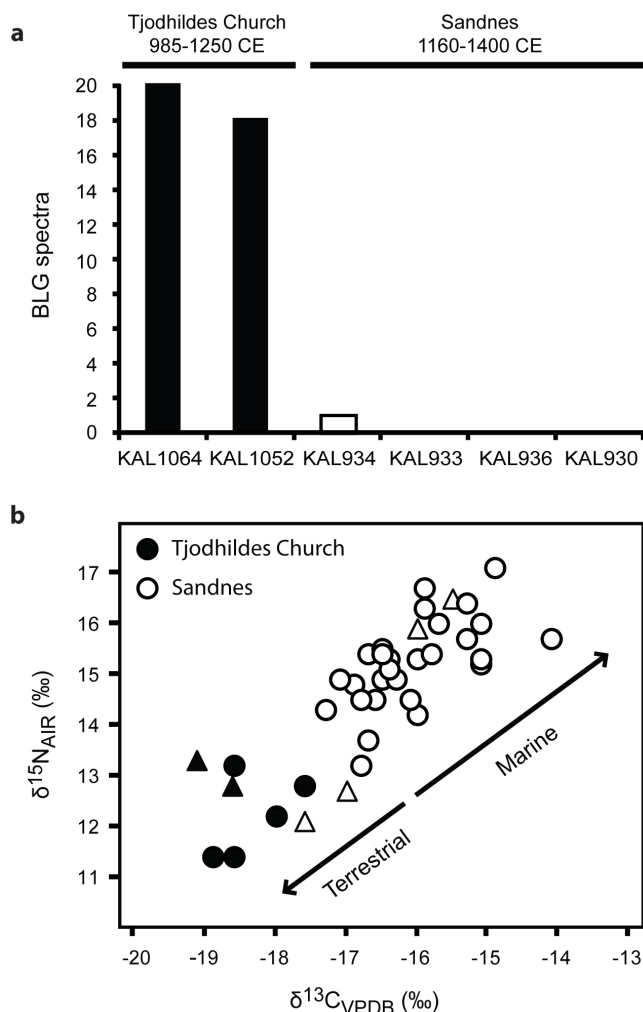 a
Tjodhildes Church
985-1250 CE
Sandnes
1160-1400 CE
BLG spectra
20
18
16
14
12
10
8
6
4
2
0
KAL1064 KAL1052 KAL934 KAL933 KAL936 KAL930
b
Tjodhildes Church
Sandnes
δ15NAIR (‰)
17
16
15
14
13
12
11
Marine
Terrestrial
-20 -19 -18 -17 -16 -15 -14 -13
δ13CVPDB (‰)